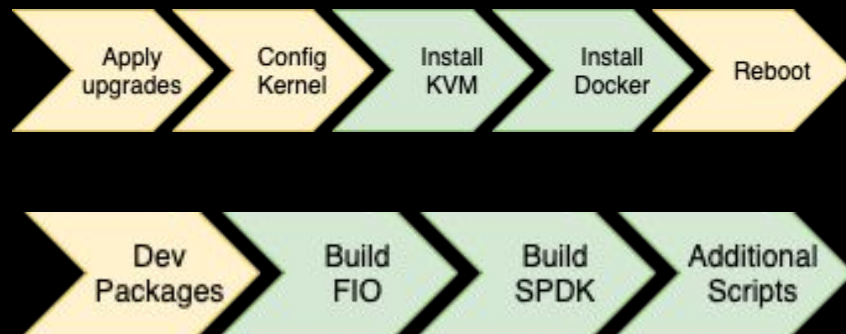 Apply
upgrades
Config
Kernel
Install
KVM
Install
Docker
Reboot
Dev
Packages
Build
FIO
Build
SPDK
Additional
Scripts